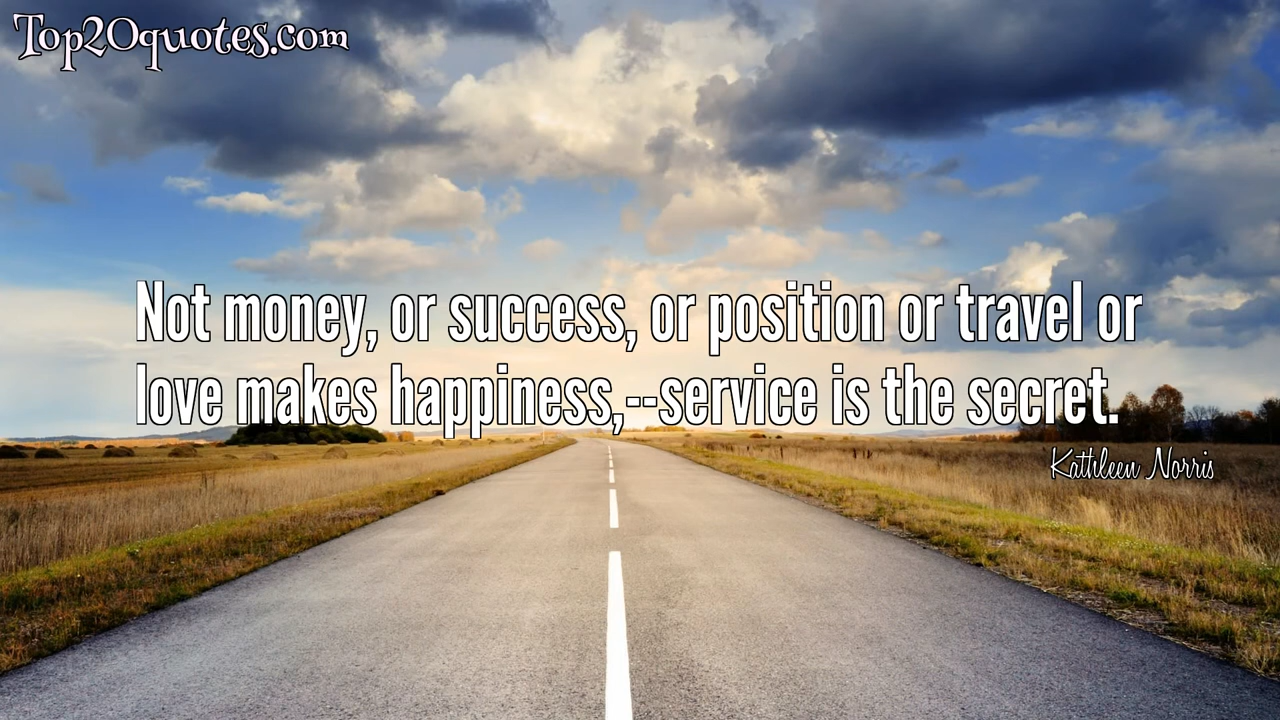 Top20quotes.com
Not money, or success, or position or travel or
love makes happiness,--service is the secret.
Kathleen Norris